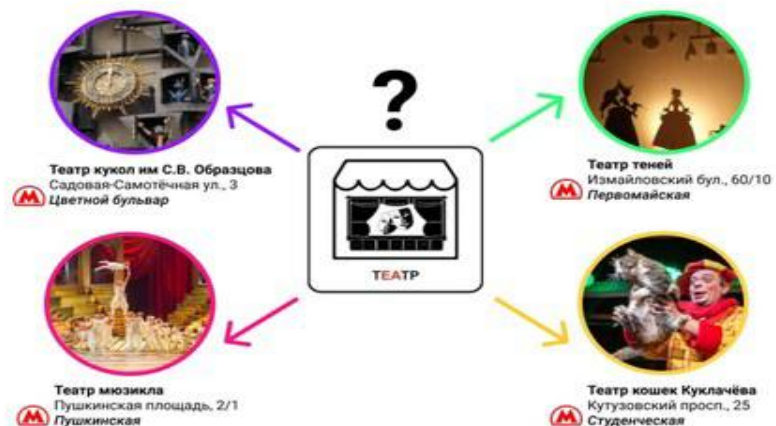 ?
Театр кукол им С.В. Образцова
Садовая-Самотёчная ул., 3
М Цветной бульвар
Театр теней
Измайловский бул., 60/10
М Первомайская
ТЕАТР
Театр мюзикла
Пушкинская площадь, 2/1
М Пушкинская
Театр кошек Куклачёва
Кутузовский просп., 25
М Студенческая